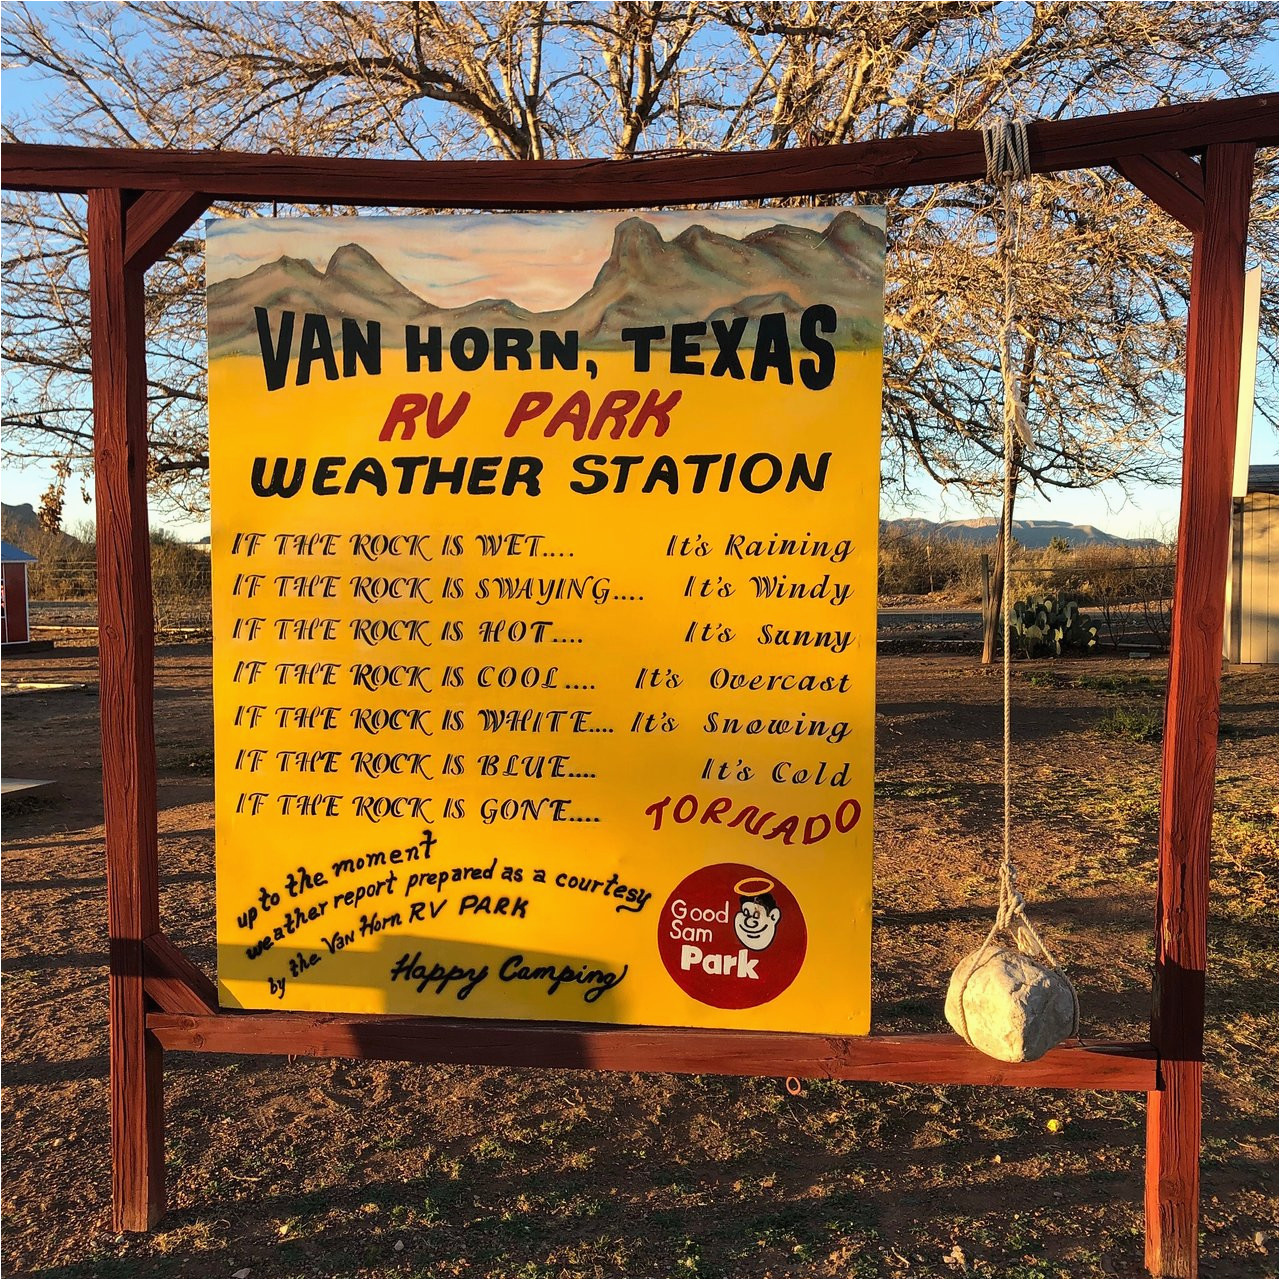 VAN HORN, TEXAS
RV PARK
WEATHER STATION
IF THE ROCK IS WET.... It's Raining
IF THE ROCK IS SWAYING.... It's Windy
IF THE ROCK IS HOT.... It's Sunny
IF THE ROCK IS COOL.... It's Overcast
IF THE ROCK IS WHITE.... It's Snowing
IF THE ROCK IS BLUE.... It's Cold
IF THE ROCK IS GONE.... TORNADO
up to the moment
weather report prepared as a courtesy
by the Van Horn RV PARK
Happy Camping
Good
Sam
Park